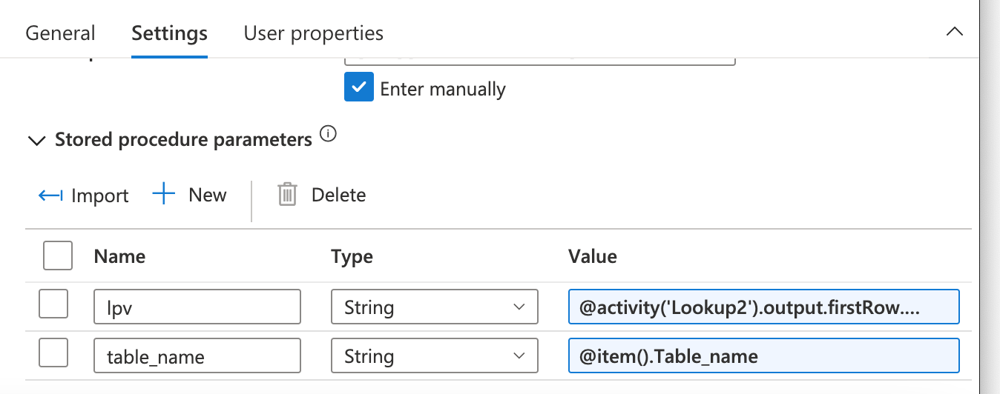 General Settings User properties
Enter manually
Stored procedure parameters
Import New Delete
Name Type Value
lpv String @activity('Lookup2').output.firstRow....
table_name String @item().Table_name